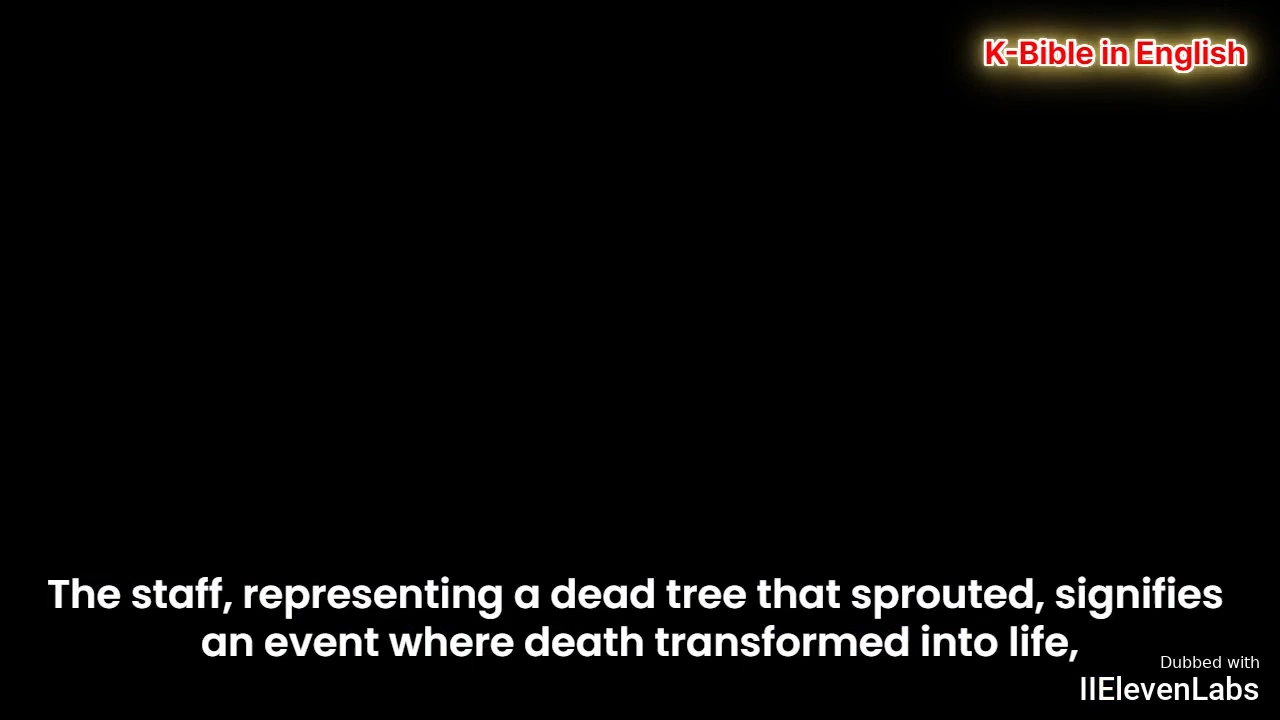 K-Bible in English
The staff, representing a dead tree that sprouted, signifies
an event where death transformed into life,
Dubbed with
IIElevenLabs